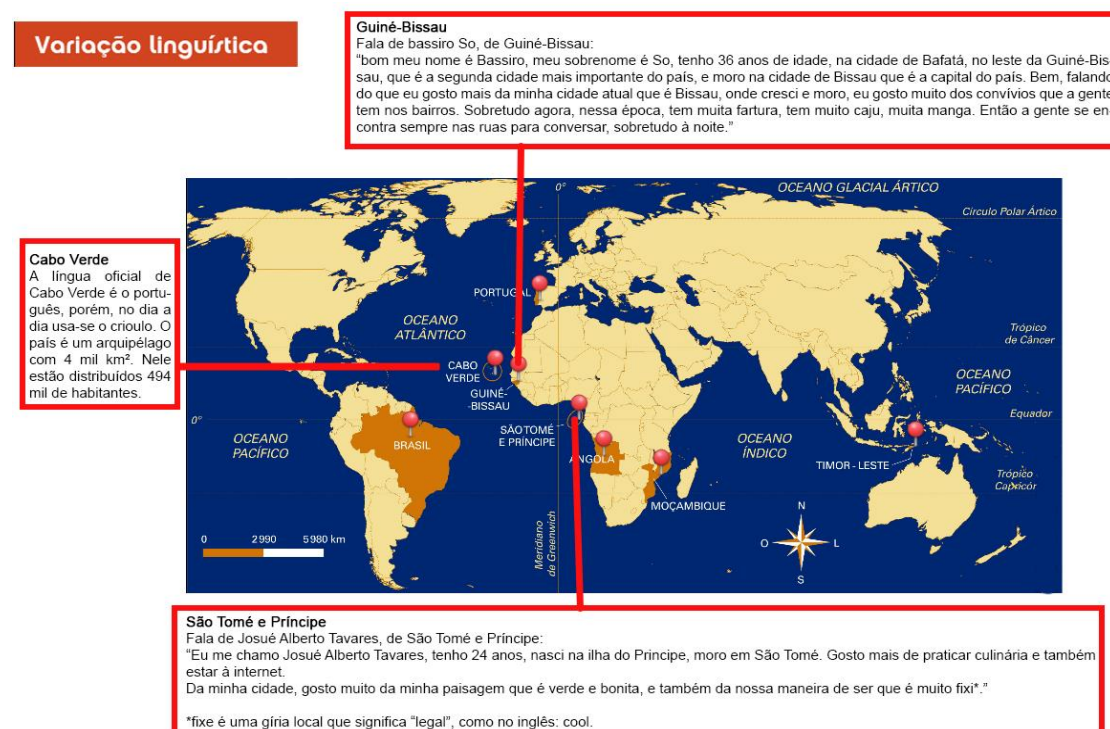 Variação linguística
Guiné-Bissau
Fala de bassiro So, de Guiné-Bissau:
“bom meu nome é Bassiro, meu sobrenome é So, tenho 36 anos de idade, na cidade de Bafatá, no leste da Guiné-Bis-
sau, que é a segunda cidade mais importante do país, e moro na cidade de Bissau que é a capital do país. Bem, falando
do que eu gosto mais da minha cidade atual que é Bissau, onde cresci e moro, eu gosto muito dos convívios que a gente
tem nos bairros. Sobretudo agora, nessa época, tem muita fartura, tem muito caju, muita manga. Então a gente se en-
contra sempre nas ruas para conversar, sobretudo à noite.”
Cabo Verde
A língua oficial de
Cabo Verde é o portu-
guês, porém, no dia a
dia usa-se o crioulo. O
país é um arquipélago
com 4 mil km². Nele
estão distribuídos 494
mil de habitantes.
0°
OCEANO GLACIAL ÁRTICO
Círculo Polar Ártico
PORTUGAL
OCEANO
ATLÂNTICO
Trópico
de Câncer
CABO
VERDE
GUINÉ-
-BISSAU
OCEANO
PACÍFICO
0°
Equador
SÃO TOMÉ
E PRÍNCIPE
OCEANO
PACÍFICO
BRASIL
ANGOLA
OCEANO
ÍNDICO
TIMOR-LESTE
Trópico
Capricór
MOÇAMBIQUE
Meridiano
de Greenwich
0 2990 5980 km
N
O
L
S
São Tomé e Príncipe
Fala de Josué Alberto Tavares, de São Tomé e Príncipe:
“Eu me chamo Josué Alberto Tavares, tenho 24 anos, nasci na ilha do Principe, moro em São Tomé. Gosto mais de praticar culinária e também
estar à internet.
Da minha cidade, gosto muito da minha paisagem que é verde e bonita, e também da nossa maneira de ser que é muito fixi*.”
*fixe é uma gíria local que significa “legal”, como no inglês: cool.